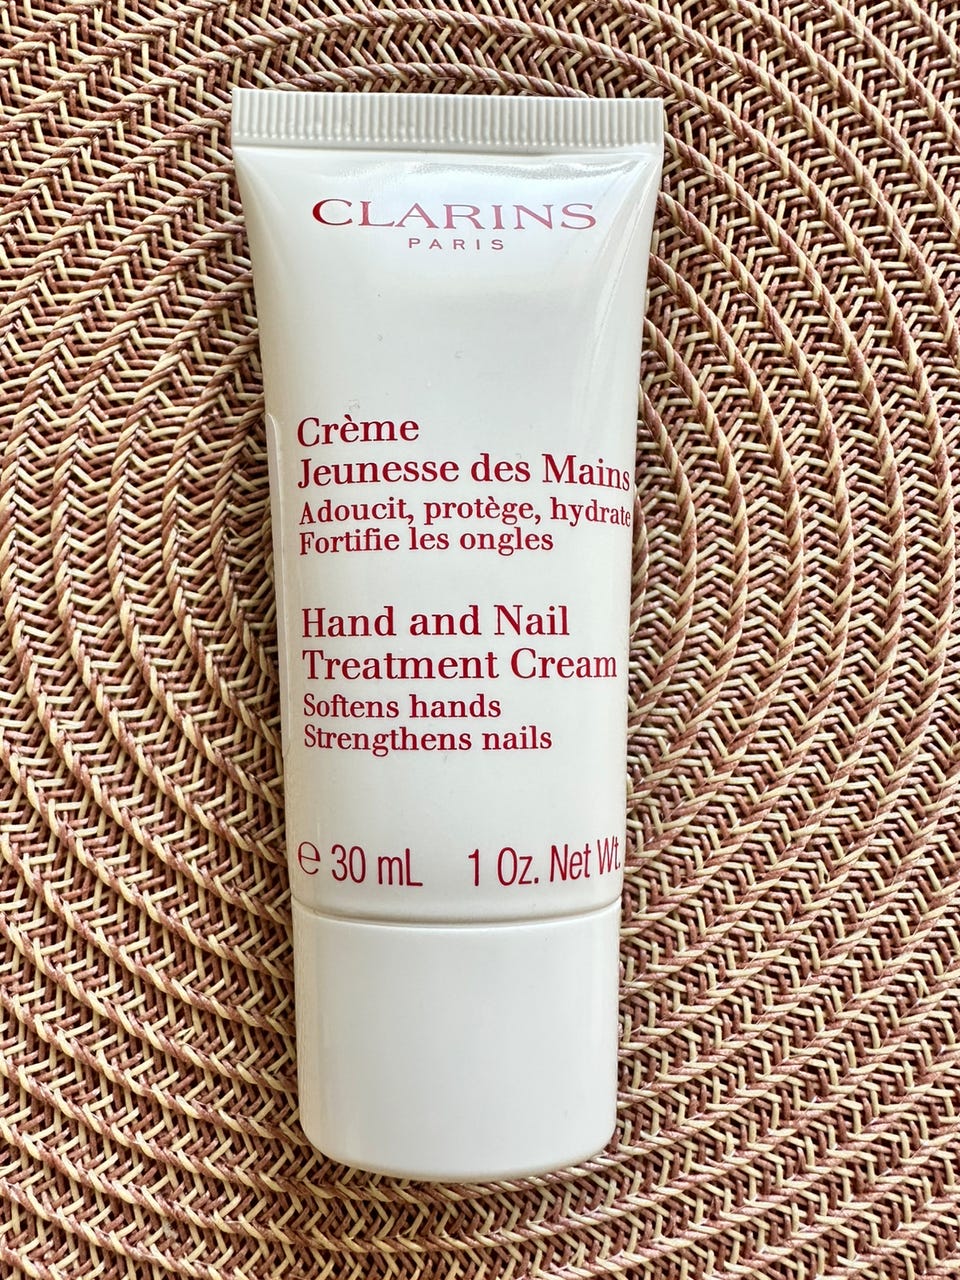 CLARINS
PARIS
Crème
Jeunesse des Mains
Adoucit, protège, hydrate
Fortifie les ongles
Hand and Nail
Treatment Cream
Softens hands
Strengthens nails
℮ 30 mL 1 Oz. Net Wt.